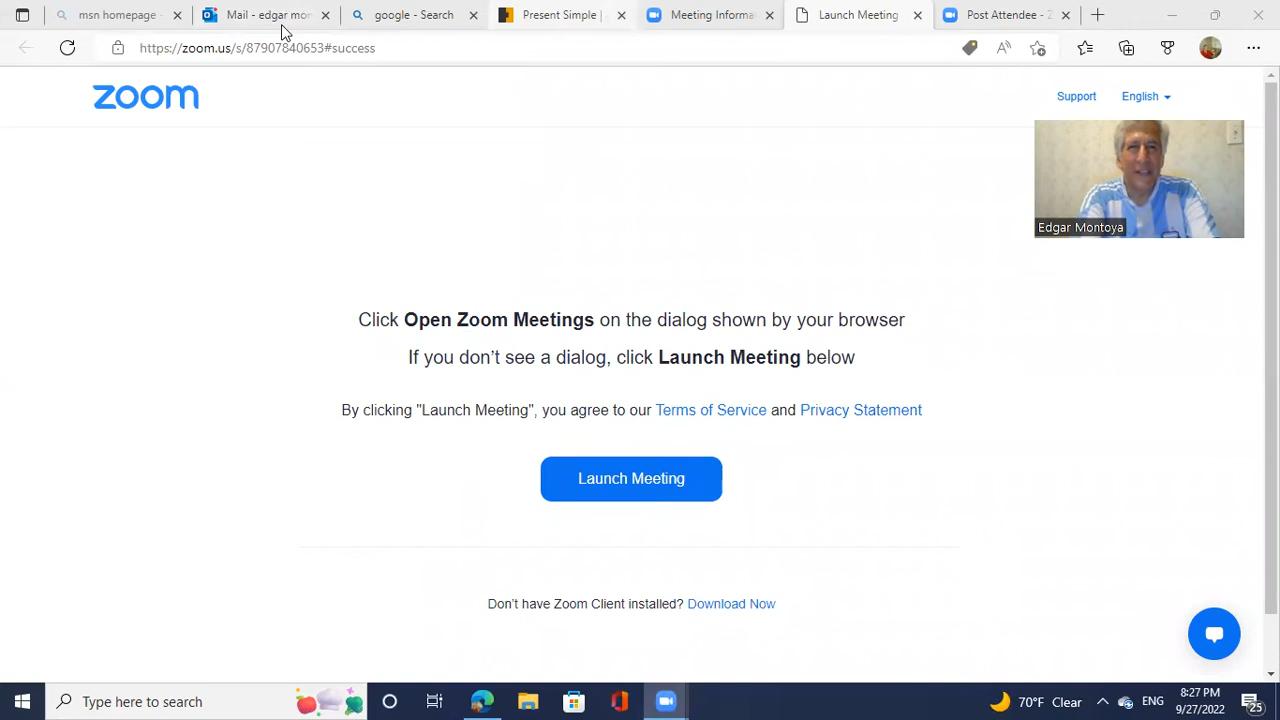 msn homepage -
Mail - edgar mon
google - Search
Present Simple |
Meeting Informa
Launch Meeting
Post Attendee - Z
https://zoom.us/s/87907840653#success
zoom
Support
English
Edgar Montoya
Click Open Zoom Meetings on the dialog shown by your browser
If you don’t see a dialog, click Launch Meeting below
By clicking "Launch Meeting", you agree to our Terms of Service and Privacy Statement
Launch Meeting
Don’t have Zoom Client installed? Download Now
Type here to search
70°F Clear
ENG
8:27 PM
9/27/2022
25